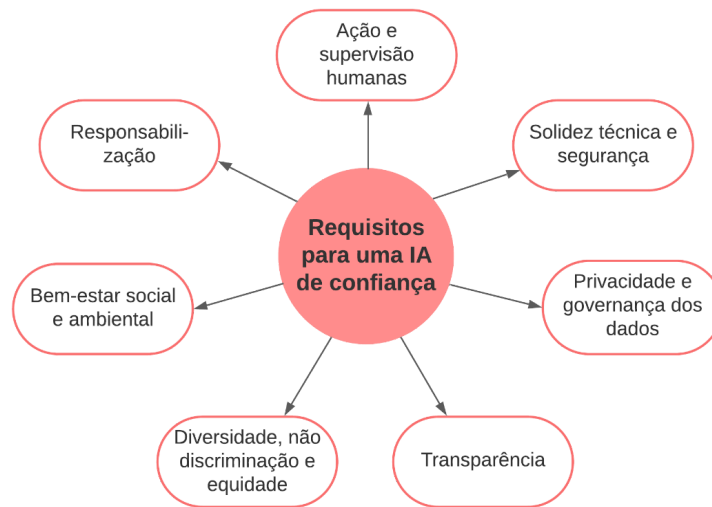 Ação e
supervisão
humanas
Solidez técnica e
segurança
Privacidade e
governança dos
dados
Transparência
Diversidade, não
discriminação e
equidade
Bem-estar social
e ambiental
Responsabili-
zação
Requisitos
para uma IA
de confiança